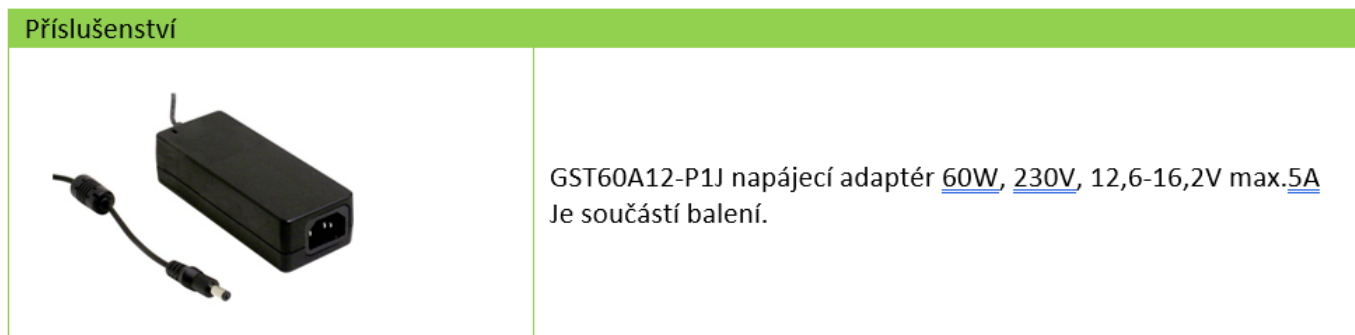 Příslušenství
GST60A12-P1J napájecí adaptér 60W, 230V, 12,6-16,2V max.5A
Je součástí balení.